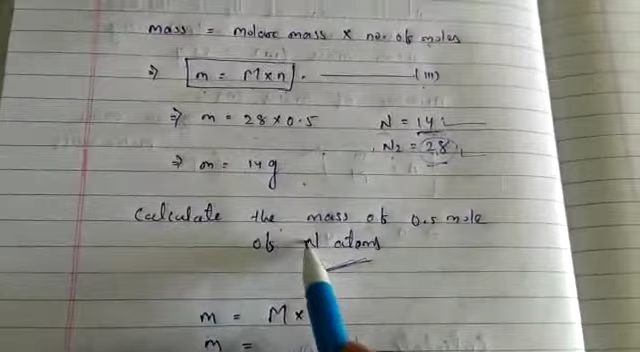 mass = molar mass × no. of moles
⇒ m = M×n . (iii)
⇒ m = 28 × 0.5
N = 14
N₂ = 28
⇒ m = 14 g
Calculate the mass of 0.5 mole
of N atoms
m = M ×
m =